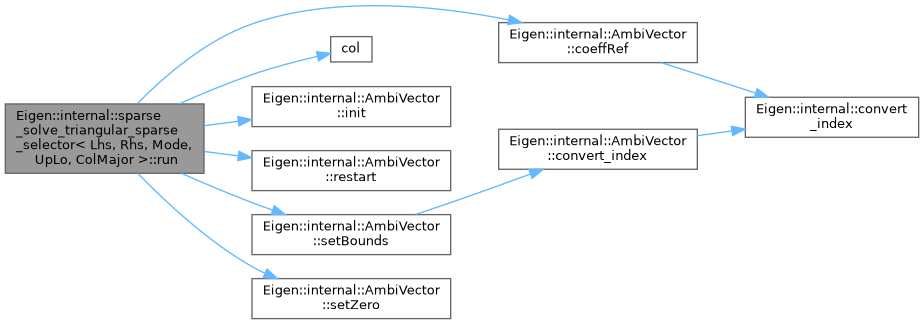 Eigen::internal::sparse
_solve_triangular_sparse
_selector< Lhs, Rhs, Mode,
UpLo, ColMajor >::run
Eigen::internal::AmbiVector
::coeffRef
col
Eigen::internal::AmbiVector
::init
Eigen::internal::AmbiVector
::restart
Eigen::internal::AmbiVector
::setBounds
Eigen::internal::AmbiVector
::setZero
Eigen::internal::AmbiVector
::convert_index
Eigen::internal::convert
_index